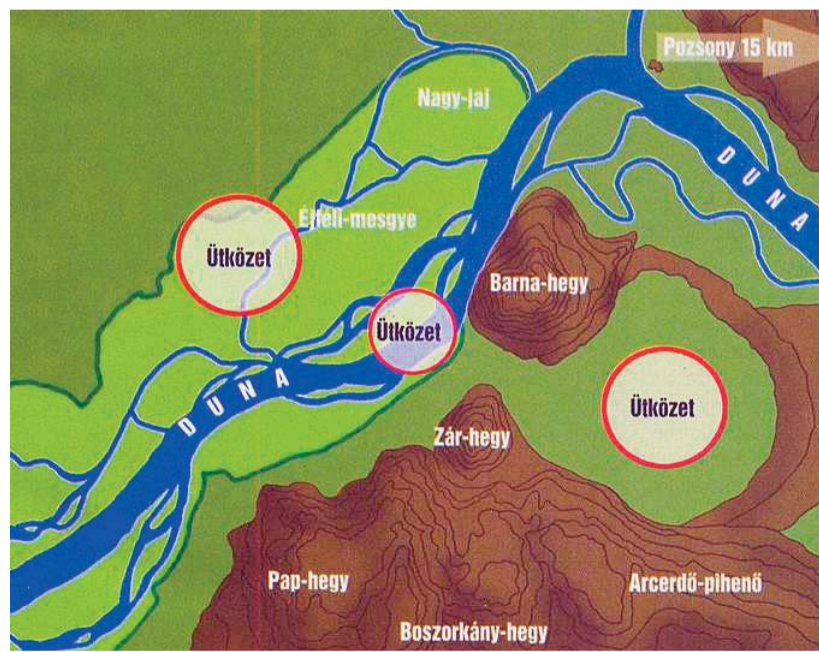 Pozsony 15 km
Nagy-jaj
DUNA
Éjféli-mesgye
Ütközet
Barna-hegy
Ütközet
DUNA
Ütközet
Zár-hegy
Pap-hegy
Arcerdő-pihenő
Boszorkány-hegy